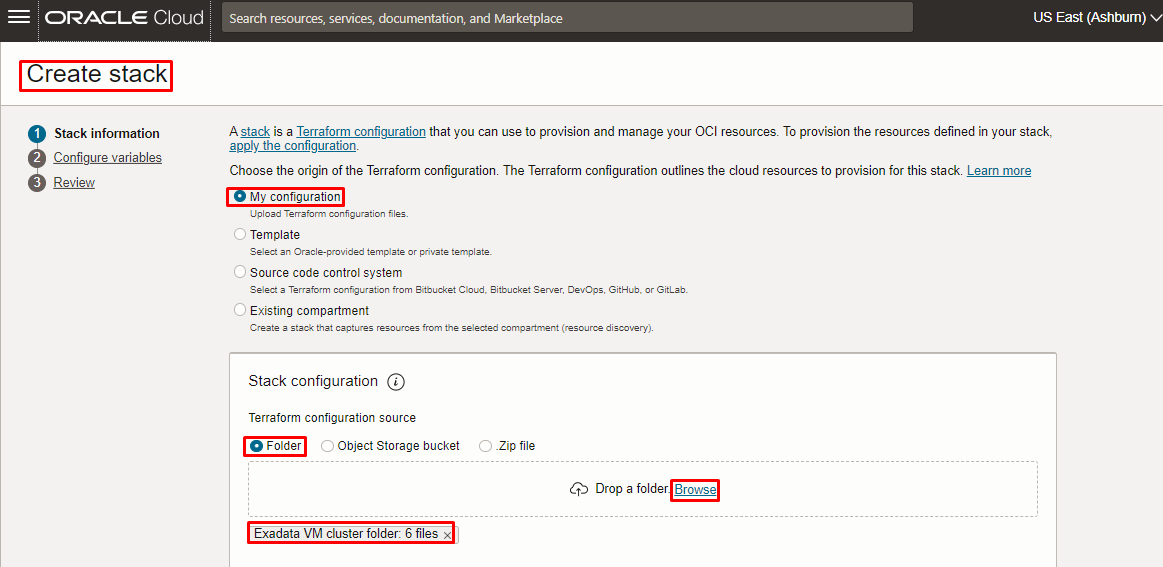 ORACLE Cloud
Search resources, services, documentation, and Marketplace
US East (Ashburn)
Create stack
1 Stack information
2 Configure variables
3 Review
A stack is a Terraform configuration that you can use to provision and manage your OCI resources. To provision the resources defined in your stack,
apply the configuration.
Choose the origin of the Terraform configuration. The Terraform configuration outlines the cloud resources to provision for this stack. Learn more
My configuration
Upload Terraform configuration files.
Template
Select an Oracle-provided template or private template.
Source code control system
Select a Terraform configuration from Bitbucket Cloud, Bitbucket Server, DevOps, GitHub, or GitLab.
Existing compartment
Create a stack that captures resources from the selected compartment (resource discovery).
Stack configuration i
Terraform configuration source
Folder Object Storage bucket .Zip file
Drop a folder. Browse
Exadata VM cluster folder: 6 files ×